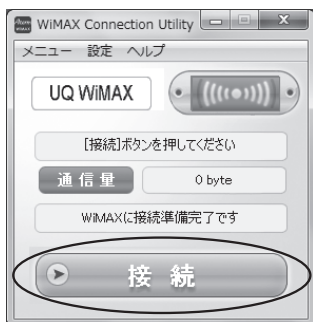 WiMAX Connection Utility
メニュー 設定 ヘルプ
UQ WiMAX
[接続]ボタンを押してください
通信量 0 byte
WiMAXに接続準備完了です
接続